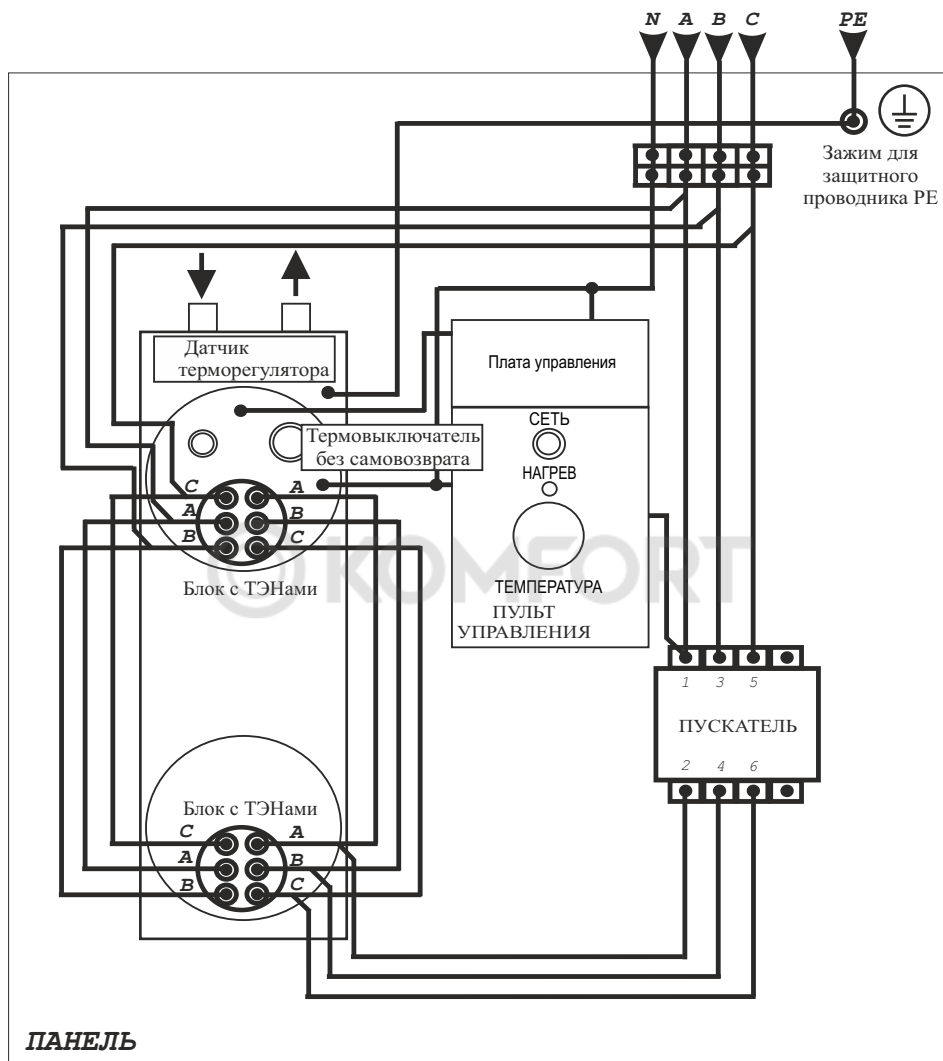 N A B C PE
Зажим для
защитного
проводника PE
Датчик
терморегулятора
Плата управления
СЕТЬ
Термовыключатель
без самовозврата
НАГРЕВ
C A
A B
B C
KOMFORT
Блок с ТЭНами
ТЕМПЕРАТУРА
ПУЛЬТ
УПРАВЛЕНИЯ
1 3 5
ПУСКАТЕЛЬ
2 4 6
Блок с ТЭНами
C A
A B
B C
ПАНЕЛЬ